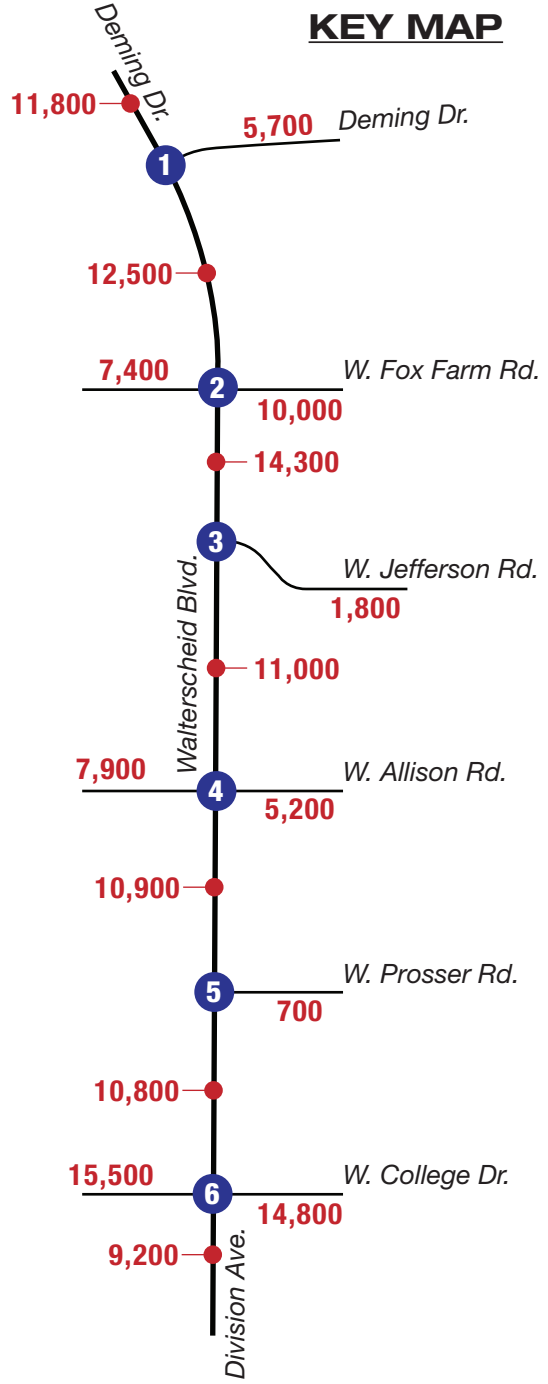 KEY MAP
Deming Dr.
11,800
5,700
Deming Dr.
1
12,500
7,400
W. Fox Farm Rd.
2
10,000
14,300
3
W. Jefferson Rd.
1,800
Walterscheid Blvd.
11,000
7,900
W. Allison Rd.
4
5,200
10,900
W. Prosser Rd.
5
700
10,800
15,500
W. College Dr.
6
14,800
9,200
Division Ave.